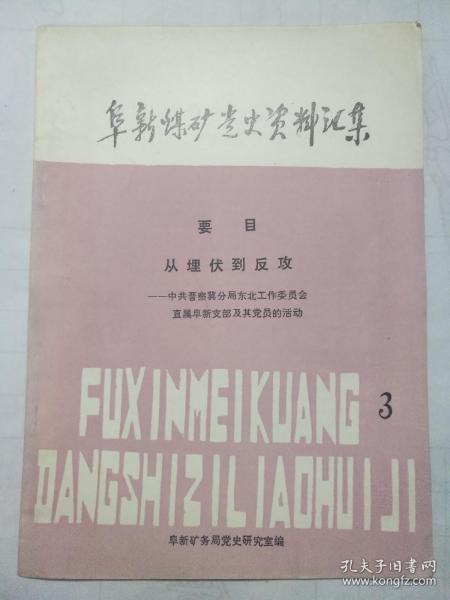 阜新煤矿党史资料汇集
要 目
从埋伏到反攻
——中共晋察冀分局东北工作委员会
直属阜新支部及其党员的活动
3
FUXINMEIKUANG
DANGSHIZILIAOHUIJI
阜新矿务局党史研究室编
孔夫子旧书网
www.kongfz.com